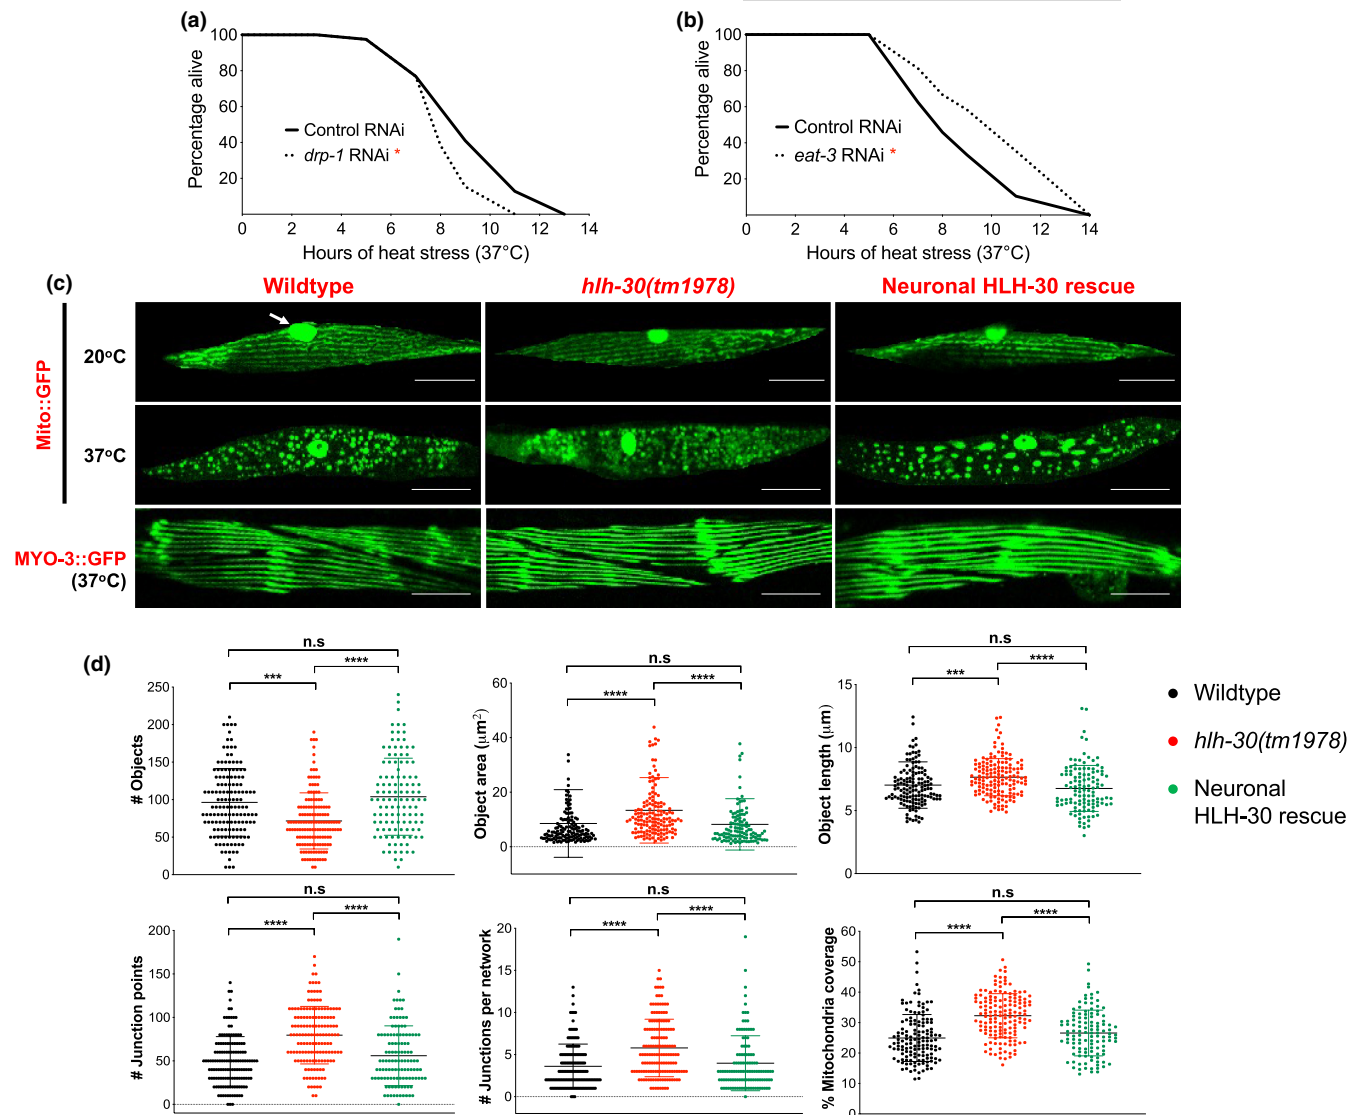 (a)
100
80
60
40
20
Percentage alive
Control RNAi
drp-1 RNAi *
0 2 4 6 8 10 12 14
Hours of heat stress (37°C)
(b)
100
80
60
40
20
Percentage alive
Control RNAi
eat-3 RNAi *
0 2 4 6 8 10 12 14
Hours of heat stress (37°C)
(c)
Wildtype hlh-30(tm1978) Neuronal HLH-30 rescue
Mito::GFP
20°C
37°C
MYO-3::GFP
(37°C)
(d)
n.s
*** ****
250
200
150
100
50
0
# Objects
n.s
**** ****
60
40
20
0
Object area (μm²)
n.s
*** ****
15
10
5
0
Object length (μm)
Wildtype
hlh-30(tm1978)
Neuronal
HLH-30 rescue
n.s
**** ****
200
150
100
50
0
# Junction points
n.s
**** ****
20
15
10
5
0
# Junctions per network
n.s
**** ****
60
50
40
30
20
10
0
% Mitochondria coverage